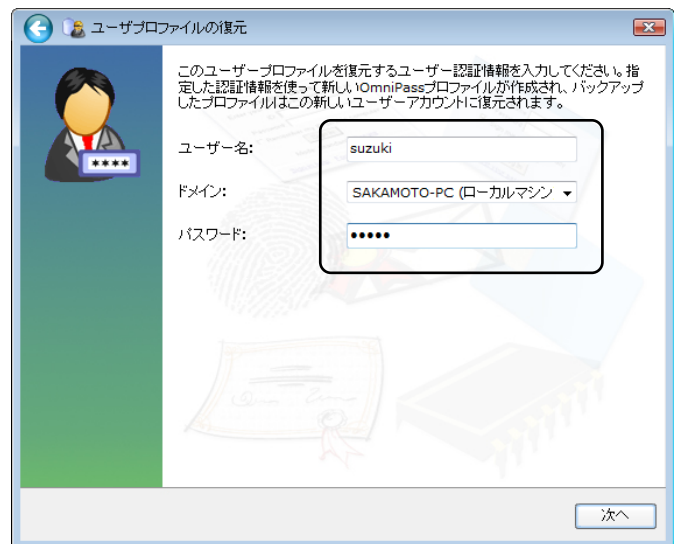 ユーザプロファイルの復元
このユーザープロファイルを復元するユーザー認証情報を入力してください。指
定した認証情報を使って新しいOmniPassプロファイルが作成され、バックアップ
したプロファイルはこの新しいユーザーアカウントに復元されます。
ユーザー名: suzuki
ドメイン: SAKAMOTO-PC (ローカルマシン
パスワード: •••••
****
次へ